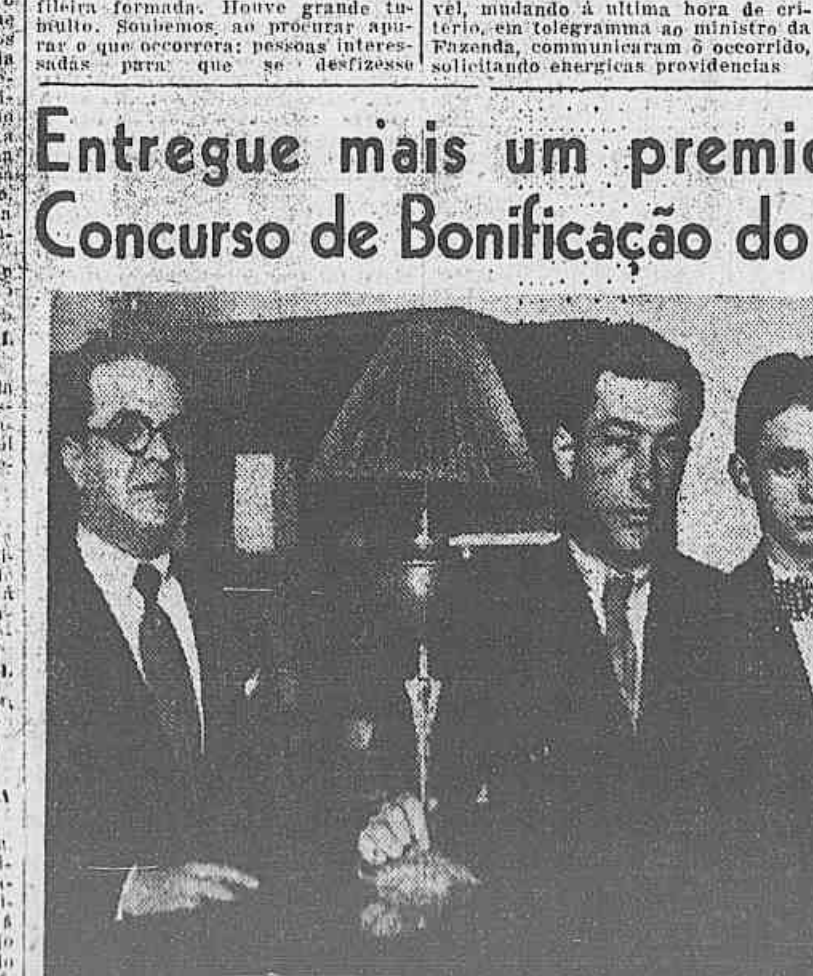 fileira formada. Houve grande tu-
multo. Soubemos, ao procurar apu-
rar o que occorrera: pessoas interes-
sadas para que se desfizesse
vel, mudando á ultima hora de cri-
terio, em telegramma ao ministro da
Fazenda, communicaram o occorrido,
solicitando energicas providencias
Entregue mais um premio
Concurso de Bonificação do